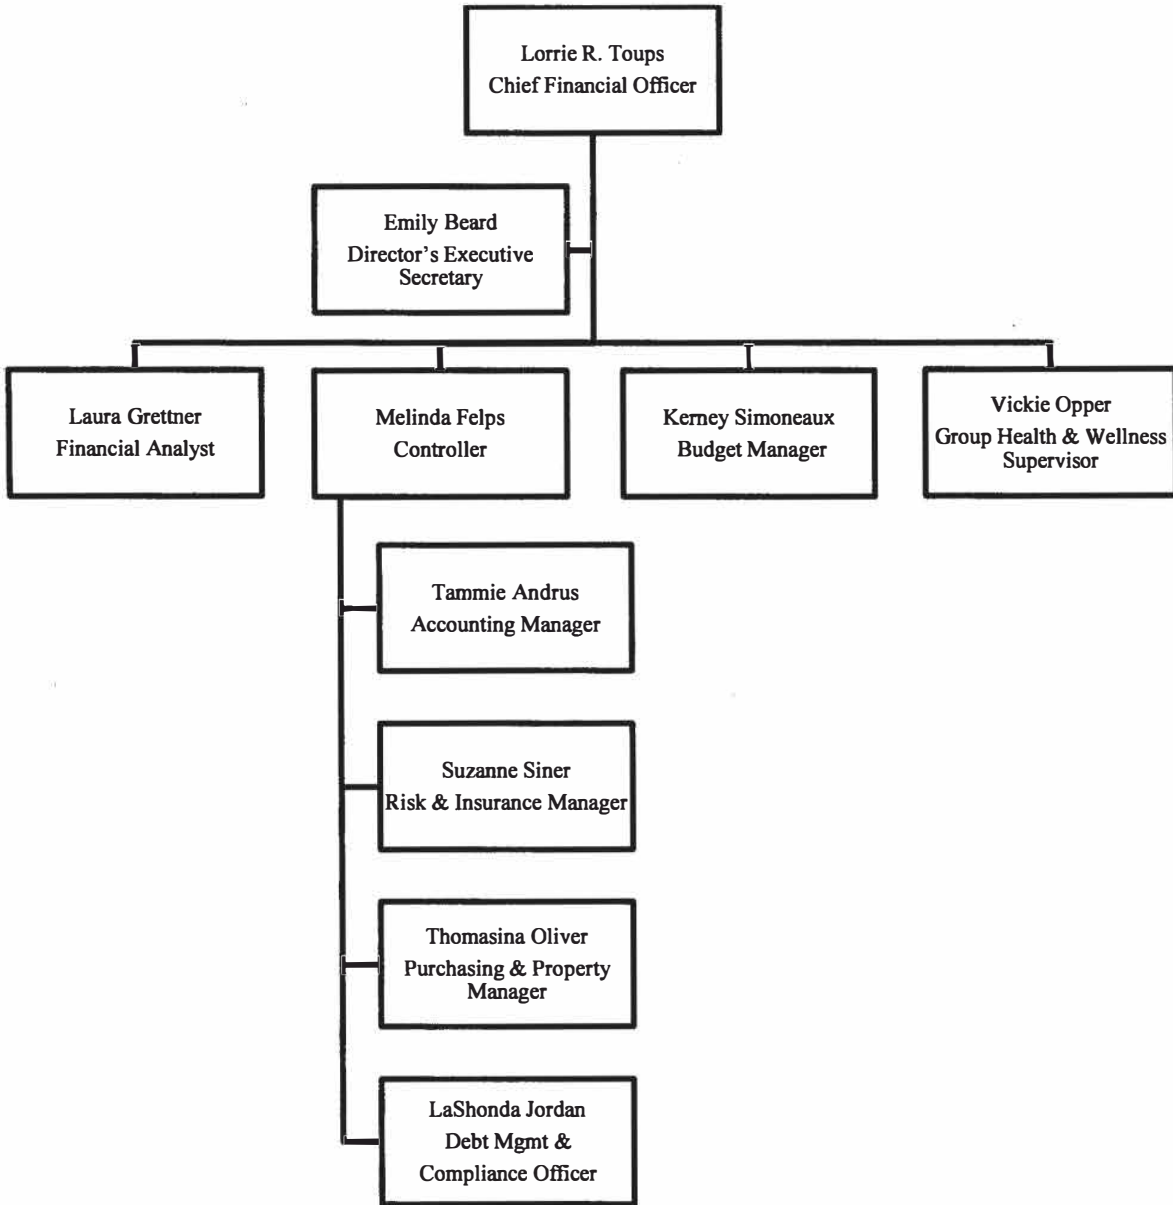 Lorrie R. Toups
Chief Financial Officer
Emily Beard
Director's Executive
Secretary
Laura Grettner
Financial Analyst
Melinda Felps
Controller
Kerney Simoneaux
Budget Manager
Vickie Opper
Group Health & Wellness
Supervisor
Tammie Andrus
Accounting Manager
Suzanne Siner
Risk & Insurance Manager
Thomasina Oliver
Purchasing & Property
Manager
LaShonda Jordan
Debt Mgmt &
Compliance Officer